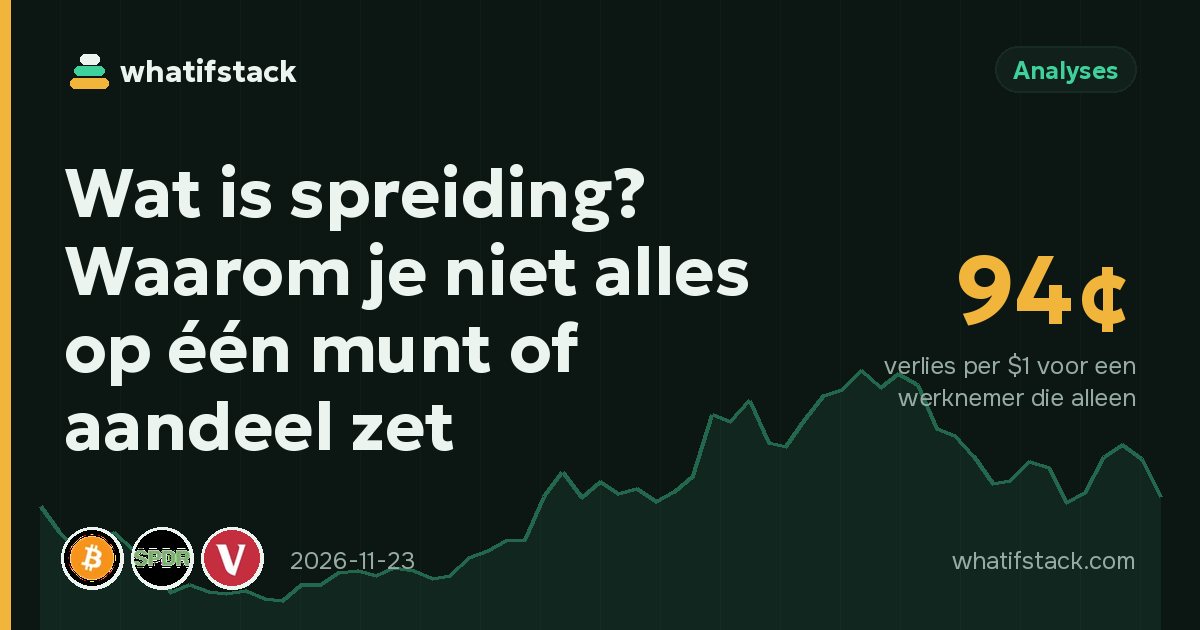 whatifstack
Analyses
Wat is spreiding?
Waarom je niet alles
op één munt of
aandeel zet
94¢
verlies per $1 voor een
werknemer die alleen
SPDR
V
2026-11-23
whatifstack.com